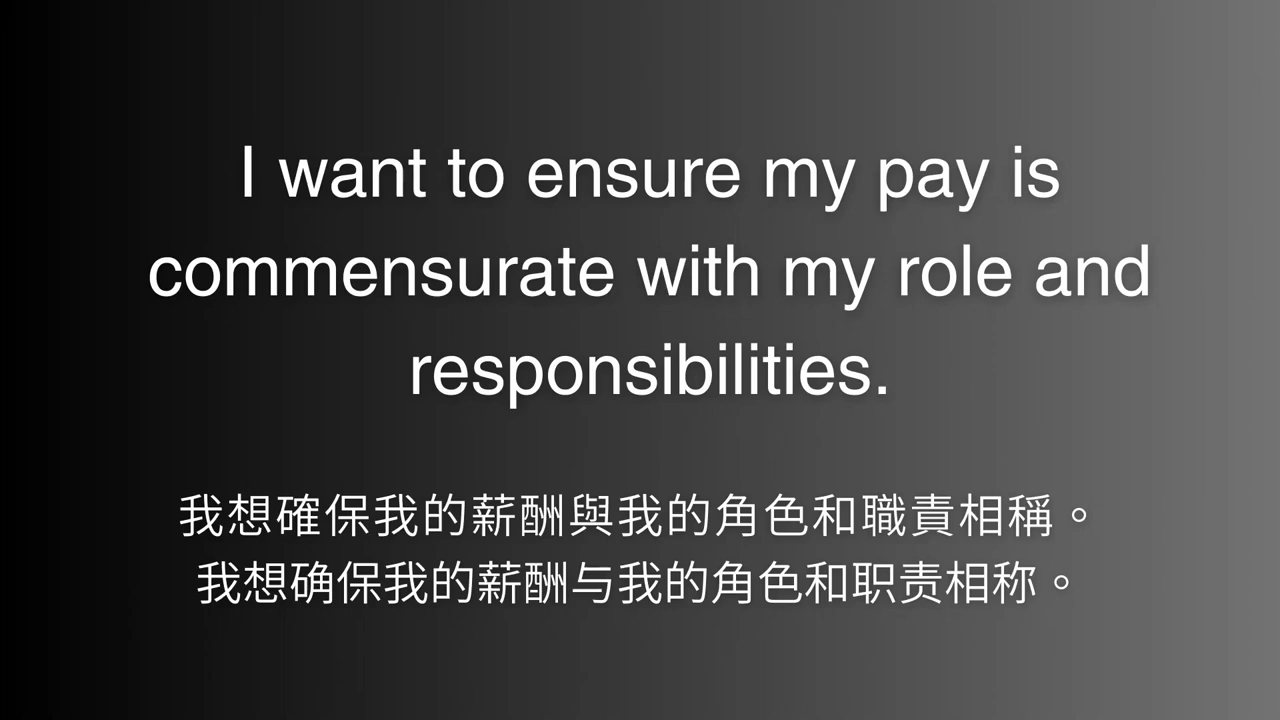 I want to ensure my pay is
commensurate with my role and
responsibilities.
我想確保我的薪酬與我的角色和職責相稱。
我想确保我的薪酬与我的角色和职责相称。